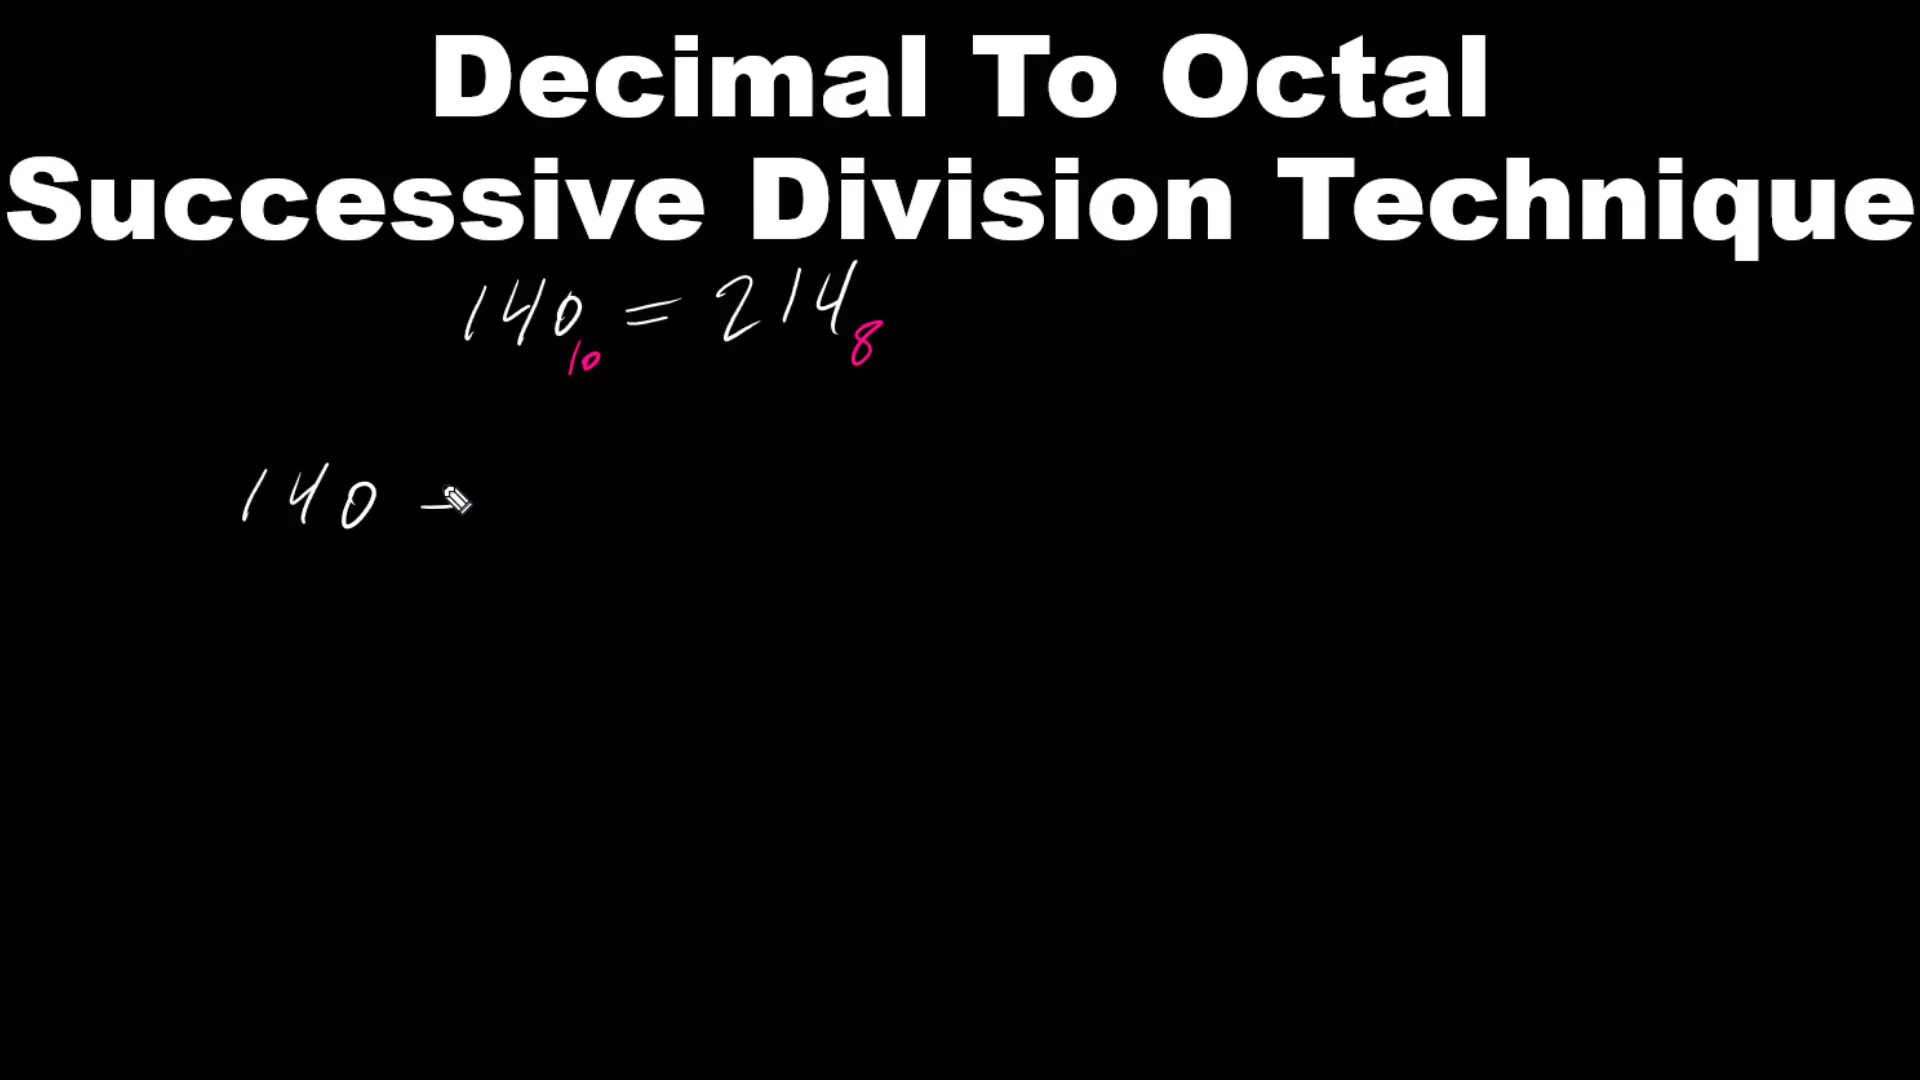 Decimal To Octal
Successive Division Technique
140₁₀ = 214₈
140 -